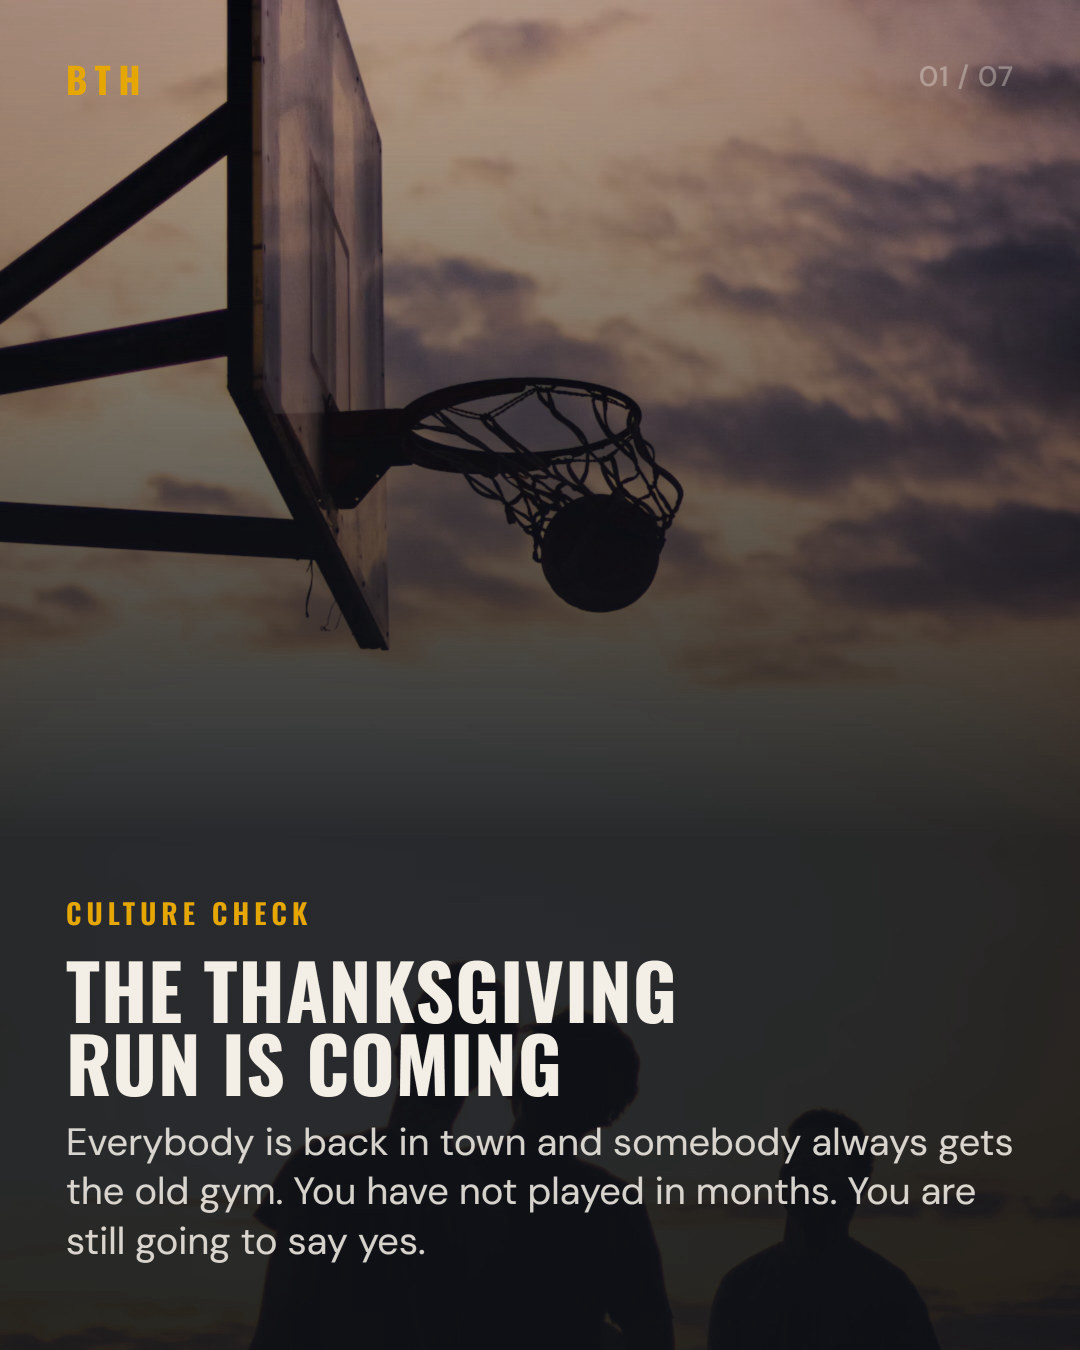 BTH
01 / 07
CULTURE CHECK
THE THANKSGIVING
RUN IS COMING
Everybody is back in town and somebody always gets
the old gym. You have not played in months. You are
still going to say yes.